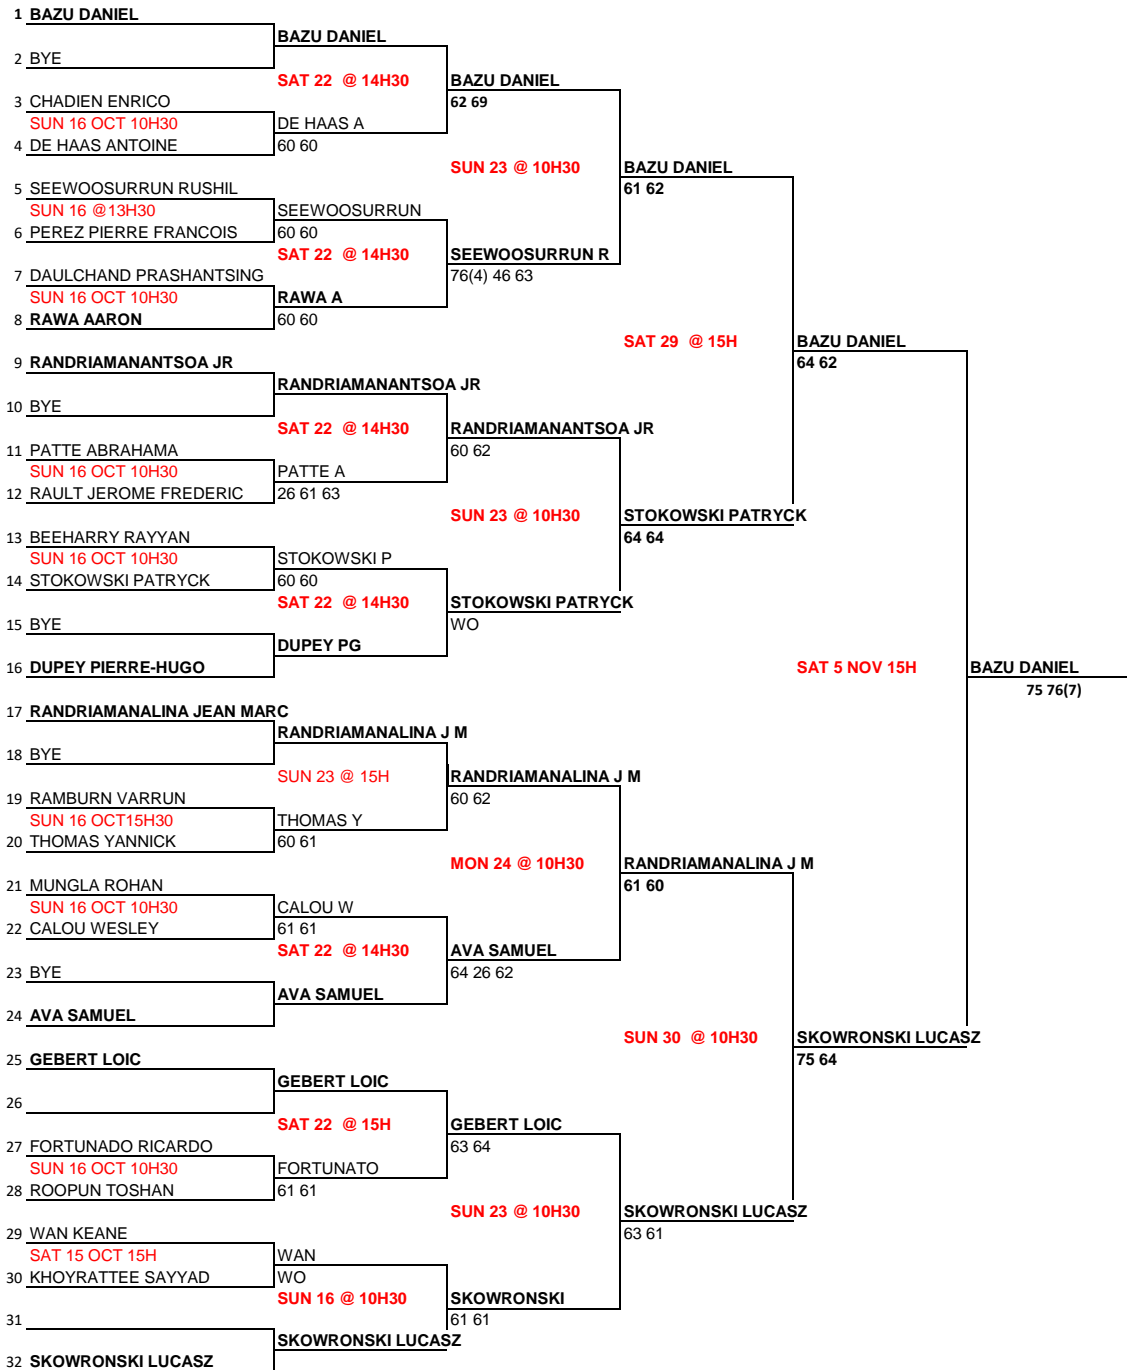 1 BAZU DANIEL
BAZU DANIEL
2 BYE
SAT 22 @ 14H30 BAZU DANIEL
3 CHADIEN ENRICO 62 69
SUN 16 OCT 10H30 DE HAAS A
4 DE HAAS ANTOINE 60 60
SUN 23 @ 10H30 BAZU DANIEL
5 SEEWOOSURRUN RUSHIL 61 62
SUN 16 @13H30 SEEWOOSURRUN
6 PEREZ PIERRE FRANCOIS 60 60
SAT 22 @ 14H30 SEEWOOSURRUN R
7 DAULCHAND PRASHANTSING 76(4) 46 63
SUN 16 OCT 10H30 RAWA A
8 RAWA AARON 60 60
SAT 29 @ 15H BAZU DANIEL
9 RANDRIAMANANTSOA JR 64 62
RANDRIAMANANTSOA JR
10 BYE
SAT 22 @ 14H30 RANDRIAMANANTSOA JR
11 PATTE ABRAHAMA 60 62
SUN 16 OCT 10H30 PATTE A
12 RAULT JEROME FREDERIC 26 61 63
SUN 23 @ 10H30 STOKOWSKI PATRYCK
13 BEEHARRY RAYYAN 64 64
SUN 16 OCT 10H30 STOKOWSKI P
14 STOKOWSKI PATRYCK 60 60
SAT 22 @ 14H30 STOKOWSKI PATRYCK
15 BYE WO
DUPEY PG
16 DUPEY PIERRE-HUGO SAT 5 NOV 15H BAZU DANIEL
75 76(7)
17 RANDRIAMANALINA JEAN MARC
RANDRIAMANALINA J M
18 BYE
SUN 23 @ 15H RANDRIAMANALINA J M
19 RAMBURN VARRUN 60 62
SUN 16 OCT15H30 THOMAS Y
20 THOMAS YANNICK 60 61
MON 24 @ 10H30 RANDRIAMANALINA J M
21 MUNGLA ROHAN 61 60
SUN 16 OCT 10H30 CALOU W
22 CALOU WESLEY 61 61
SAT 22 @ 14H30 AVA SAMUEL
23 BYE 64 26 62
AVA SAMUEL
24 AVA SAMUEL
SUN 30 @ 10H30 SKOWRONSKI LUCASZ
25 GEBERT LOIC 75 64
GEBERT LOIC
26
SAT 22 @ 15H GEBERT LOIC
27 FORTUNADO RICARDO 63 64
SUN 16 OCT 10H30 FORTUNATO
28 ROOPUN TOSHAN 61 61
SUN 23 @ 10H30 SKOWRONSKI LUCASZ
29 WAN KEANE 63 61
SAT 15 OCT 15H WAN
30 KHOYRATTEE SAYYAD WO
SUN 16 @ 10H30 SKOWRONSKI
31 61 61
SKOWRONSKI LUCASZ
32 SKOWRONSKI LUCASZ